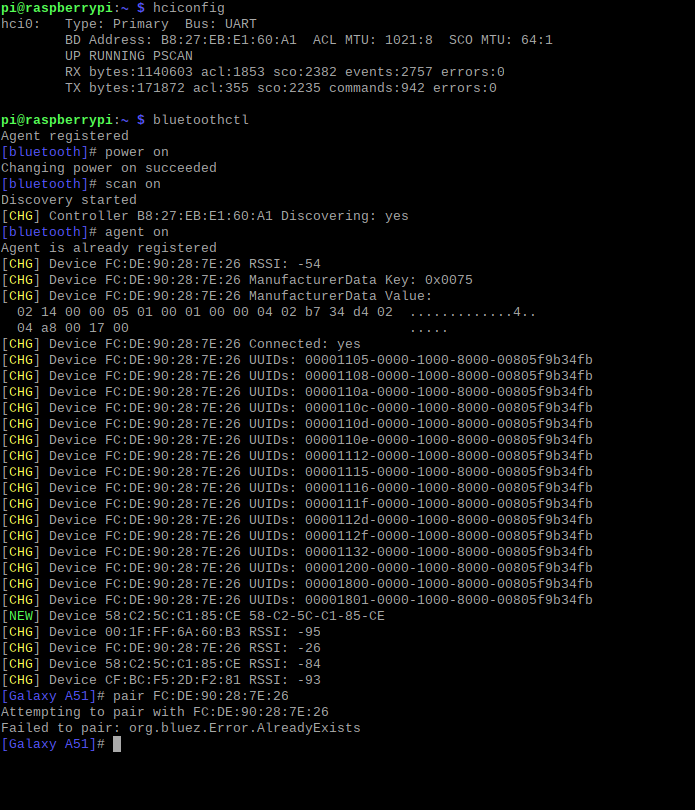 pi@raspberrypi:~ $ hciconfig
hci0:   Type: Primary  Bus: UART
        BD Address: B8:27:EB:E1:60:A1  ACL MTU: 1021:8  SCO MTU: 64:1
        UP RUNNING PSCAN
        RX bytes:1140603 acl:1853 sco:2382 events:2757 errors:0
        TX bytes:171872 acl:355 sco:2235 commands:942 errors:0

pi@raspberrypi:~ $ bluetoothctl
Agent registered
[bluetooth]# power on
Changing power on succeeded
[bluetooth]# scan on
Discovery started
[CHG] Controller B8:27:EB:E1:60:A1 Discovering: yes
[bluetooth]# agent on
Agent is already registered
[CHG] Device FC:DE:90:28:7E:26 RSSI: -54
[CHG] Device FC:DE:90:28:7E:26 ManufacturerData Key: 0x0075
[CHG] Device FC:DE:90:28:7E:26 ManufacturerData Value:
  02 14 00 00 05 01 00 01 00 00 04 02 b7 34 d4 02  .............4..
  04 a8 00 17 00                                   .....
[CHG] Device FC:DE:90:28:7E:26 Connected: yes
[CHG] Device FC:DE:90:28:7E:26 UUIDs: 00001105-0000-1000-8000-00805f9b34fb
[CHG] Device FC:DE:90:28:7E:26 UUIDs: 00001108-0000-1000-8000-00805f9b34fb
[CHG] Device FC:DE:90:28:7E:26 UUIDs: 0000110a-0000-1000-8000-00805f9b34fb
[CHG] Device FC:DE:90:28:7E:26 UUIDs: 0000110c-0000-1000-8000-00805f9b34fb
[CHG] Device FC:DE:90:28:7E:26 UUIDs: 0000110d-0000-1000-8000-00805f9b34fb
[CHG] Device FC:DE:90:28:7E:26 UUIDs: 0000110e-0000-1000-8000-00805f9b34fb
[CHG] Device FC:DE:90:28:7E:26 UUIDs: 00001112-0000-1000-8000-00805f9b34fb
[CHG] Device FC:DE:90:28:7E:26 UUIDs: 00001115-0000-1000-8000-00805f9b34fb
[CHG] Device FC:DE:90:28:7E:26 UUIDs: 00001116-0000-1000-8000-00805f9b34fb
[CHG] Device FC:DE:90:28:7E:26 UUIDs: 0000111f-0000-1000-8000-00805f9b34fb
[CHG] Device FC:DE:90:28:7E:26 UUIDs: 0000112d-0000-1000-8000-00805f9b34fb
[CHG] Device FC:DE:90:28:7E:26 UUIDs: 0000112f-0000-1000-8000-00805f9b34fb
[CHG] Device FC:DE:90:28:7E:26 UUIDs: 00001132-0000-1000-8000-00805f9b34fb
[CHG] Device FC:DE:90:28:7E:26 UUIDs: 00001200-0000-1000-8000-00805f9b34fb
[CHG] Device FC:DE:90:28:7E:26 UUIDs: 00001800-0000-1000-8000-00805f9b34fb
[CHG] Device FC:DE:90:28:7E:26 UUIDs: 00001801-0000-1000-8000-00805f9b34fb
[NEW] Device 58:C2:5C:C1:85:CE 58-C2-5C-C1-85-CE
[CHG] Device 00:1F:FF:6A:60:B3 RSSI: -95
[CHG] Device FC:DE:90:28:7E:26 RSSI: -26
[CHG] Device 58:C2:5C:C1:85:CE RSSI: -84
[CHG] Device CF:BC:F5:2D:F2:81 RSSI: -93
[Galaxy A51]# pair FC:DE:90:28:7E:26
Attempting to pair with FC:DE:90:28:7E:26
Failed to pair: org.bluez.Error.AlreadyExists
[Galaxy A51]#